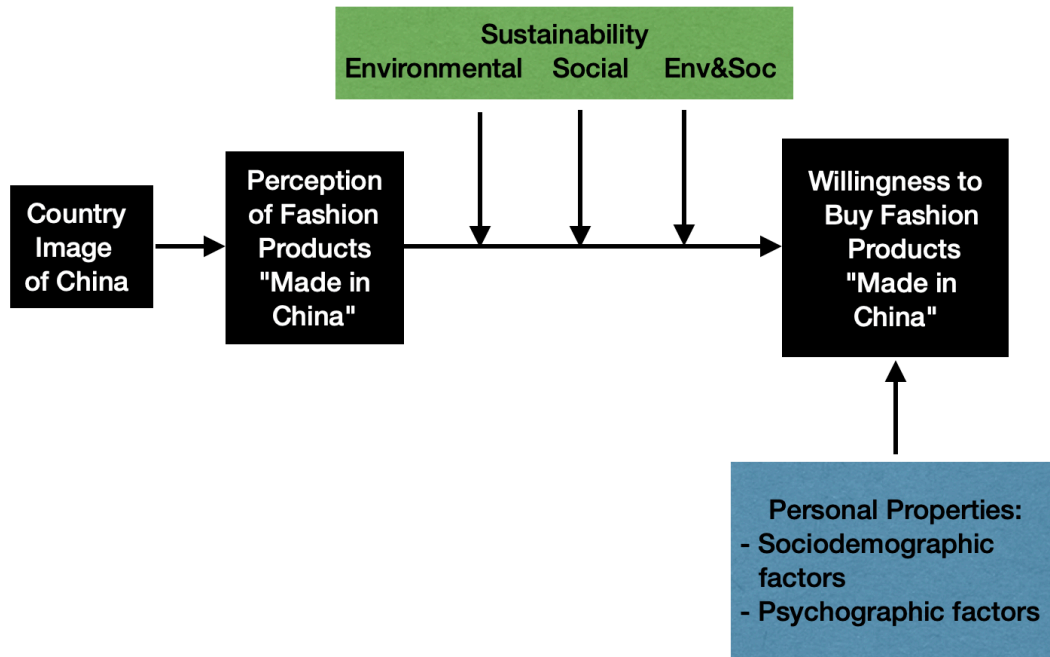 Sustainability
Environmental Social Env&Soc
Country
Image
of China
Perception
of Fashion
Products
"Made in
China"
Willingness to
Buy Fashion
Products
"Made in
China"
Personal Properties:
- Sociodemographic
factors
- Psychographic factors